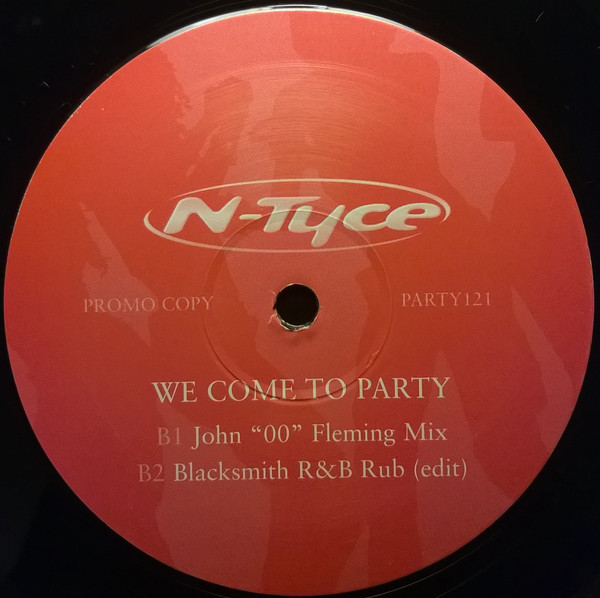 N-Tyce
PROMO COPY PARTY121
WE COME TO PARTY
B1 John “00” Fleming Mix
B2 Blacksmith R&B Rub (edit)